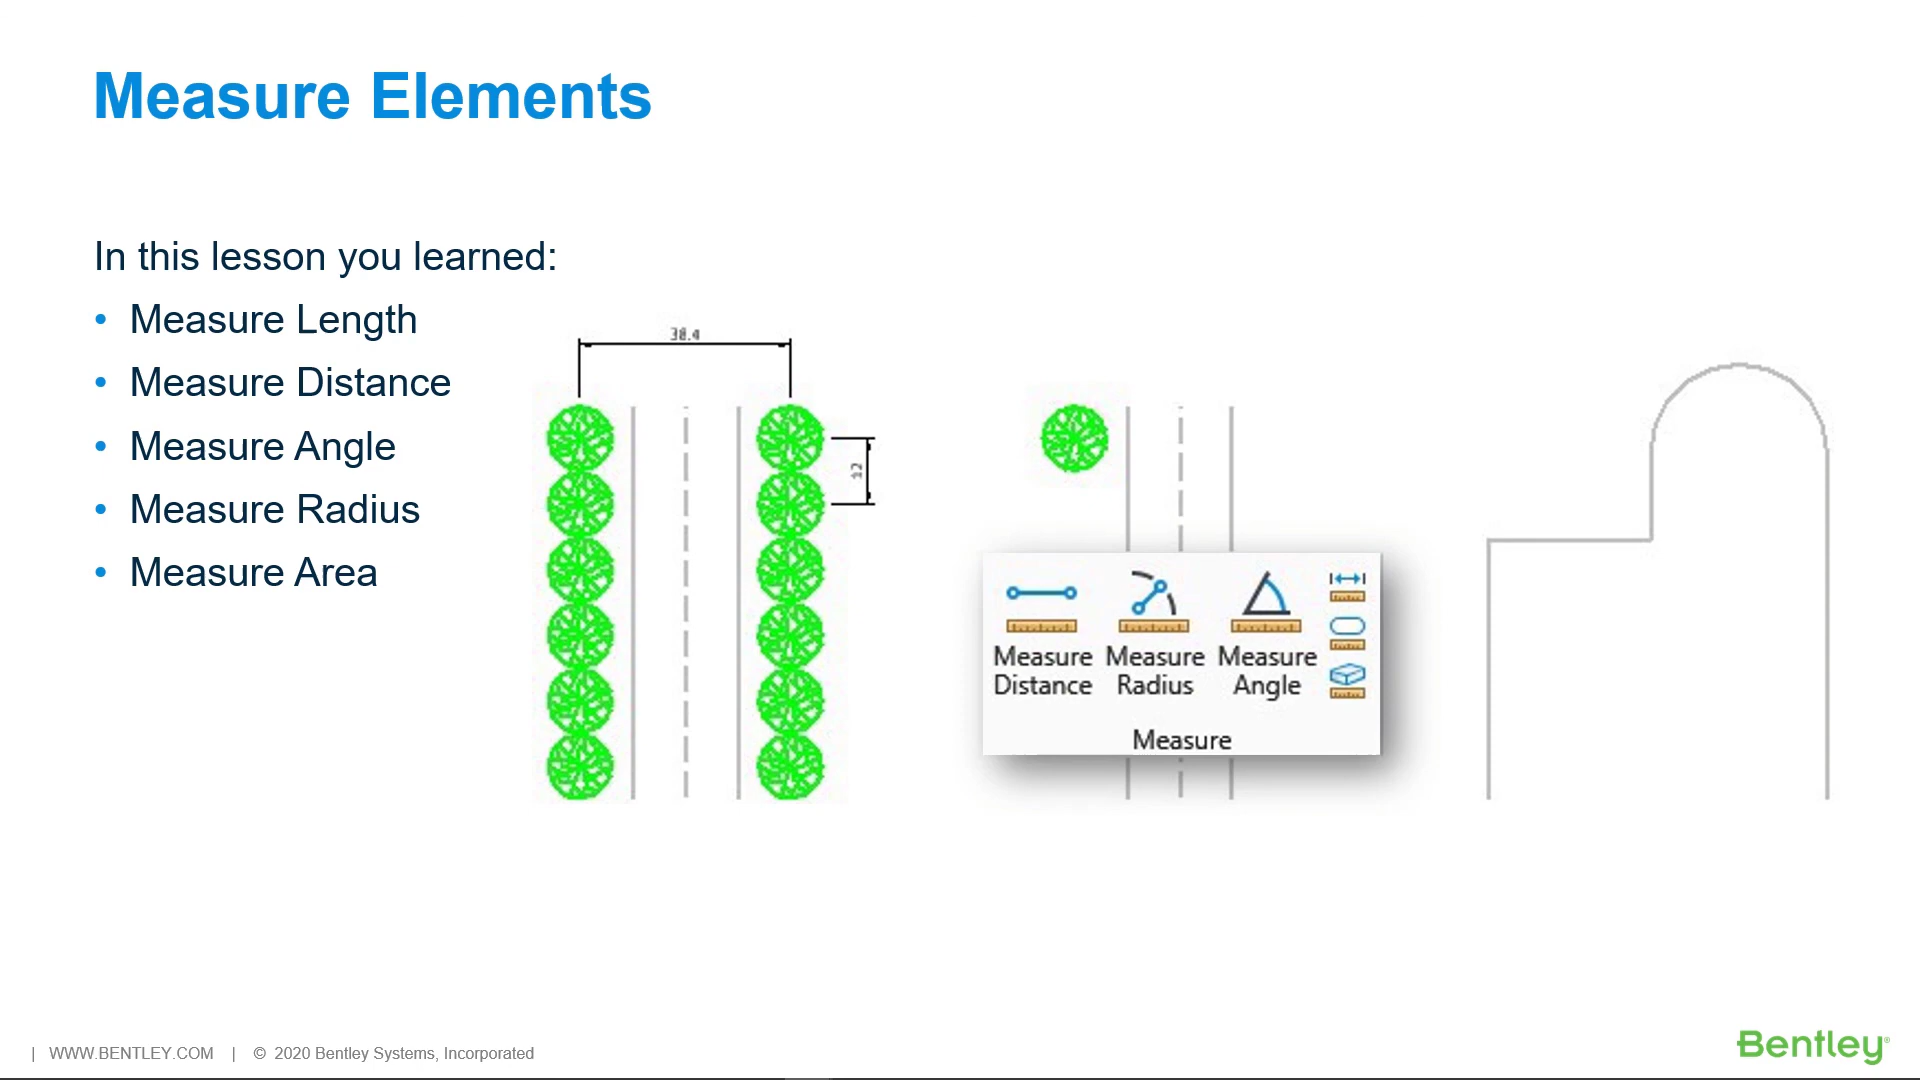 Measure Elements
In this lesson you learned:
• Measure Length
• Measure Distance
• Measure Angle
• Measure Radius
• Measure Area
38.4
12
Measure Distance
Measure Radius
Measure Angle
Measure
| WWW.BENTLEY.COM | © 2020 Bentley Systems, Incorporated
Bentley®